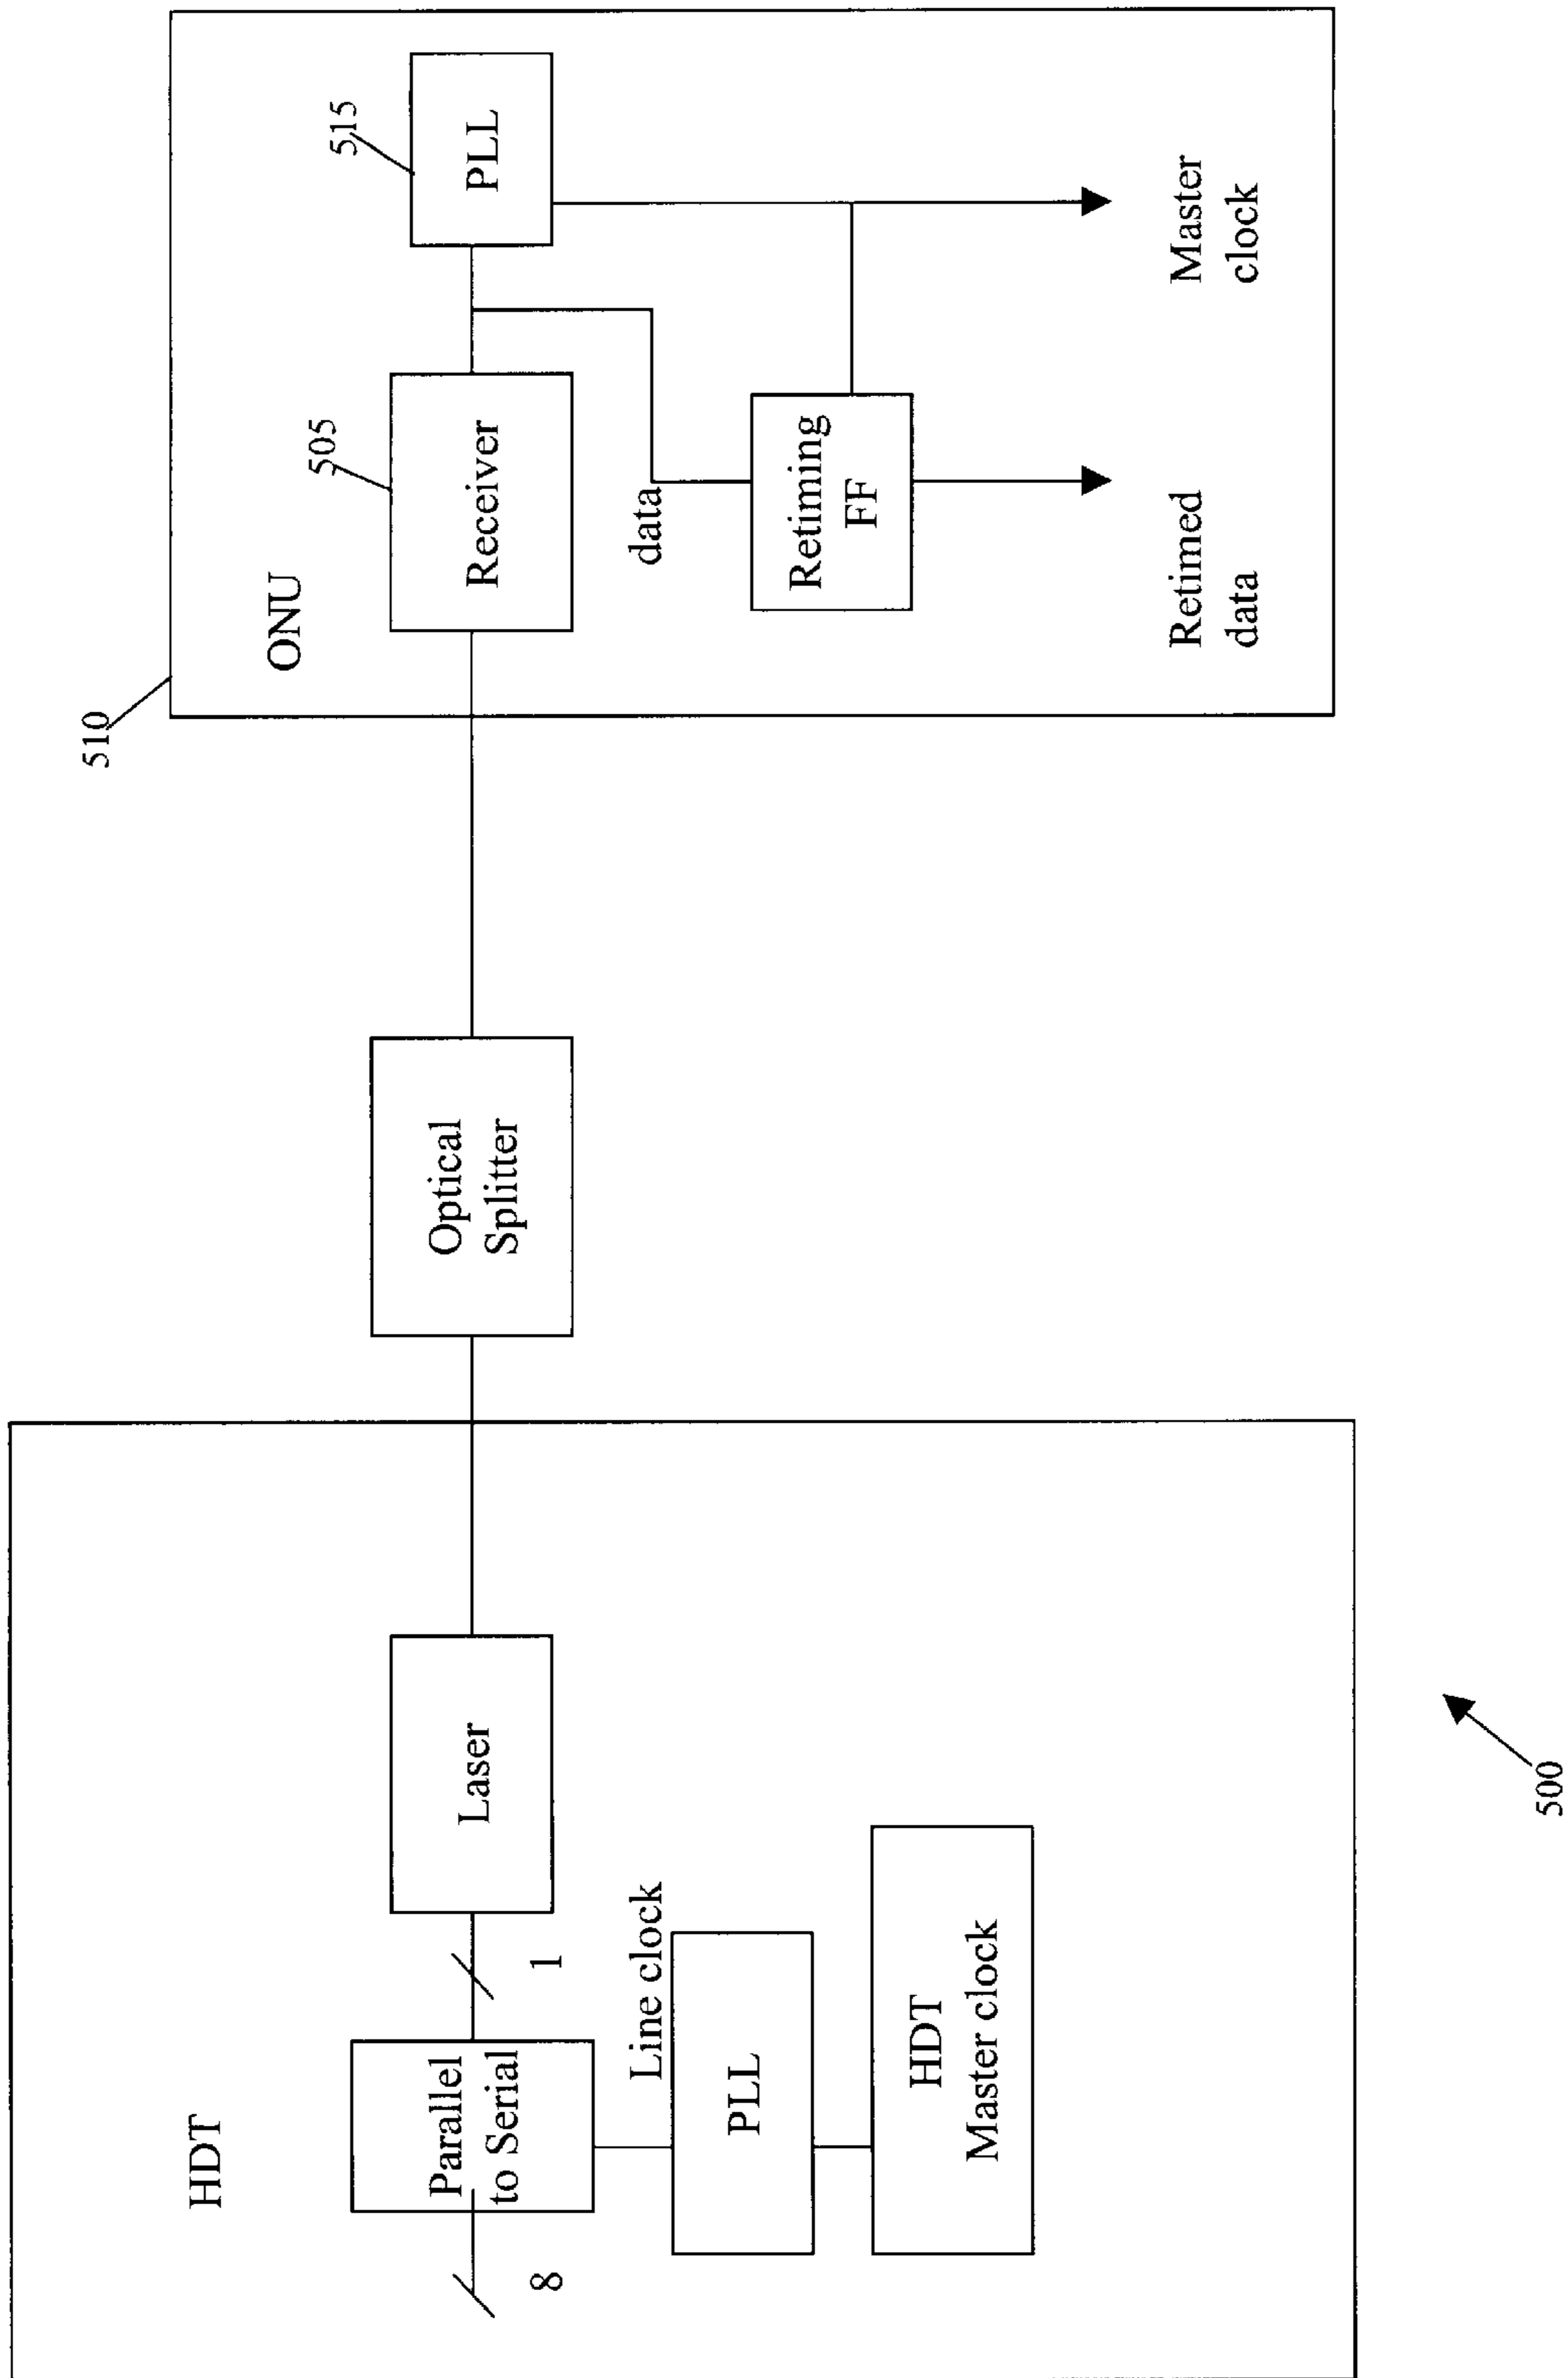 HDT
8
Parallel
to Serial
1
Laser
Line clock
PLL
HDT
Master clock
500
Optical
Splitter
510
ONU
505
Receiver
515
PLL
data
Retiming
FF
Retimed
data
Master
clock